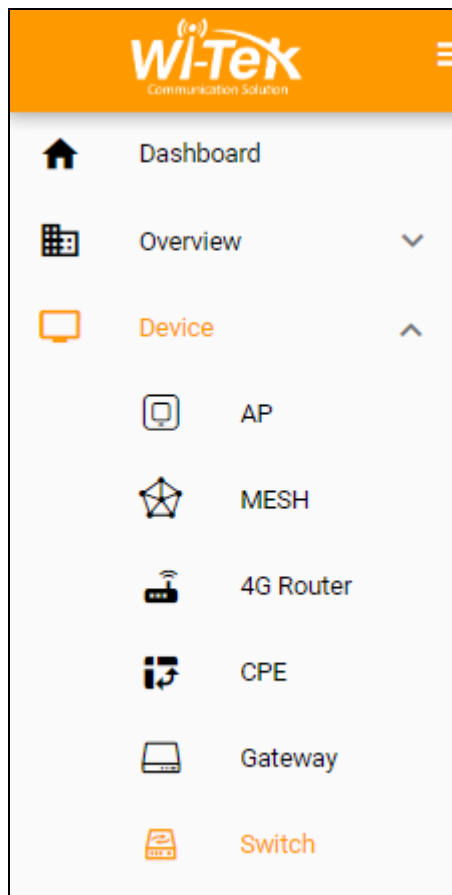 Wi-Tek
Communication Solution
Dashboard
Overview
Device
AP
MESH
4G Router
CPE
Gateway
Switch